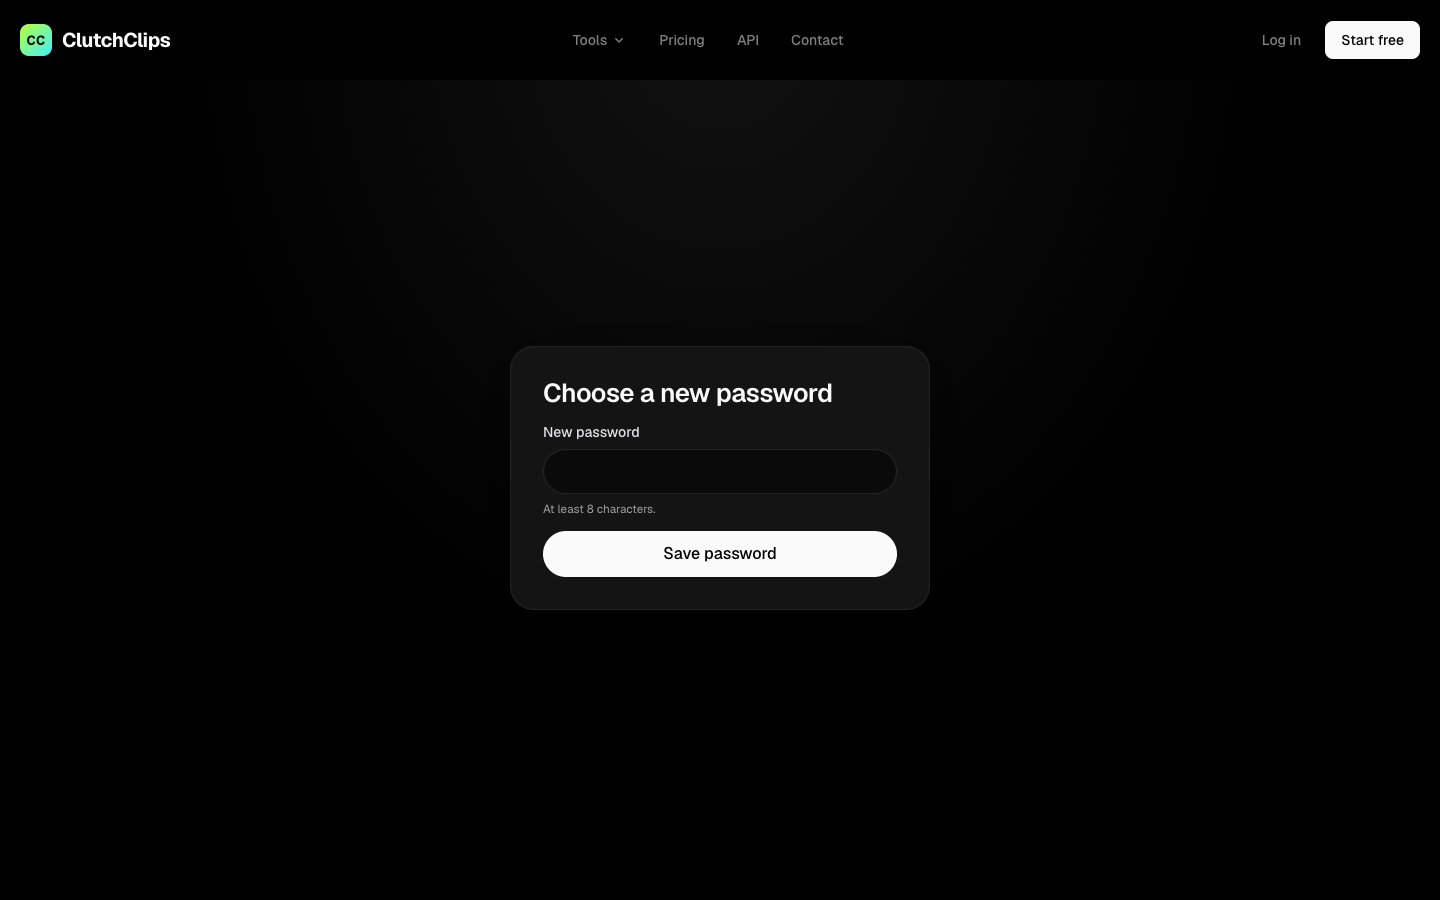 CC ClutchClips
Tools
Pricing
API
Contact
Log in
Start free
Choose a new password
New password
At least 8 characters.
Save password